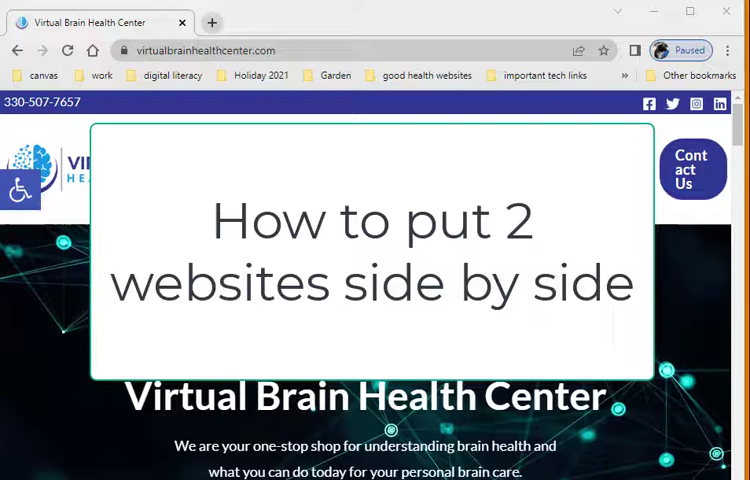 Virtual Brain Health Center
virtualbrainhealthcenter.com
Paused
canvas
work
digital literacy
Holiday 2021
Garden
good health websites
important tech links
»
Other bookmarks
330-507-7657
Cont
act
Us
How to put 2
websites side by side
Virtual Brain Health Center
We are your one-stop shop for understanding brain health and
what you can do today for your personal brain care.